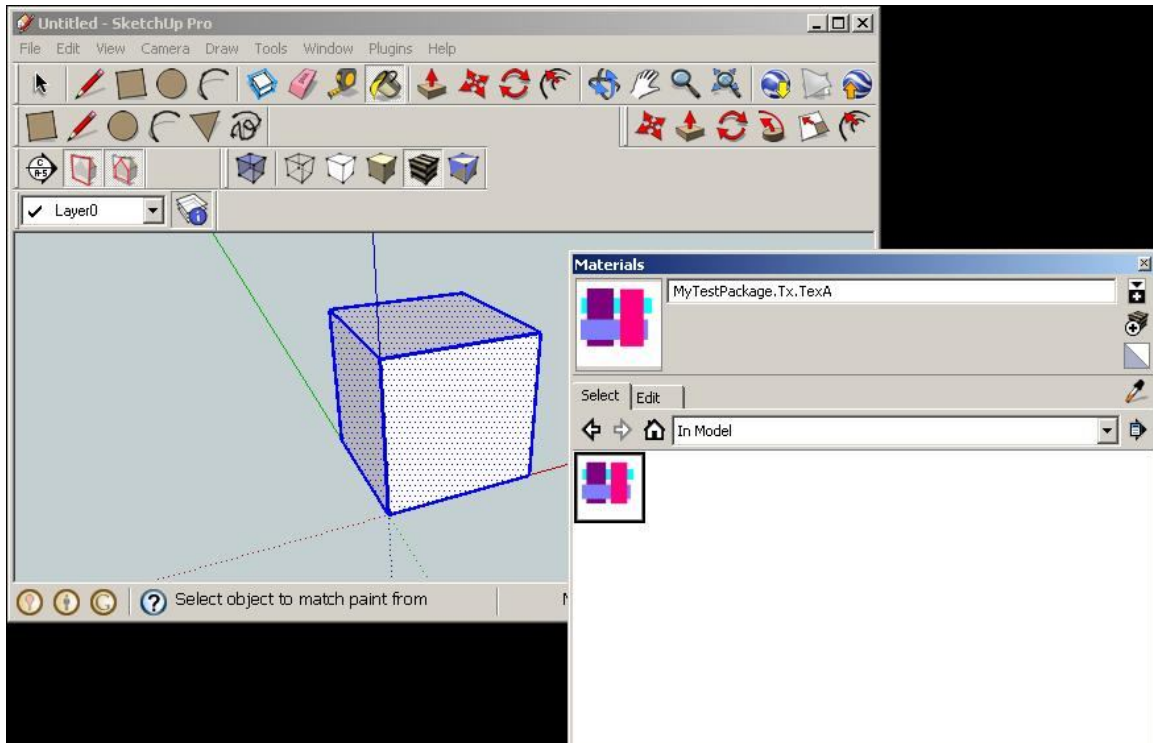 Untitled - SketchUp Pro
File Edit View Camera Draw Tools Window Plugins Help
C
A-5
Layer0
Materials
MyTestPackage.Tx.TexA
Select Edit
In Model
Select object to match paint from